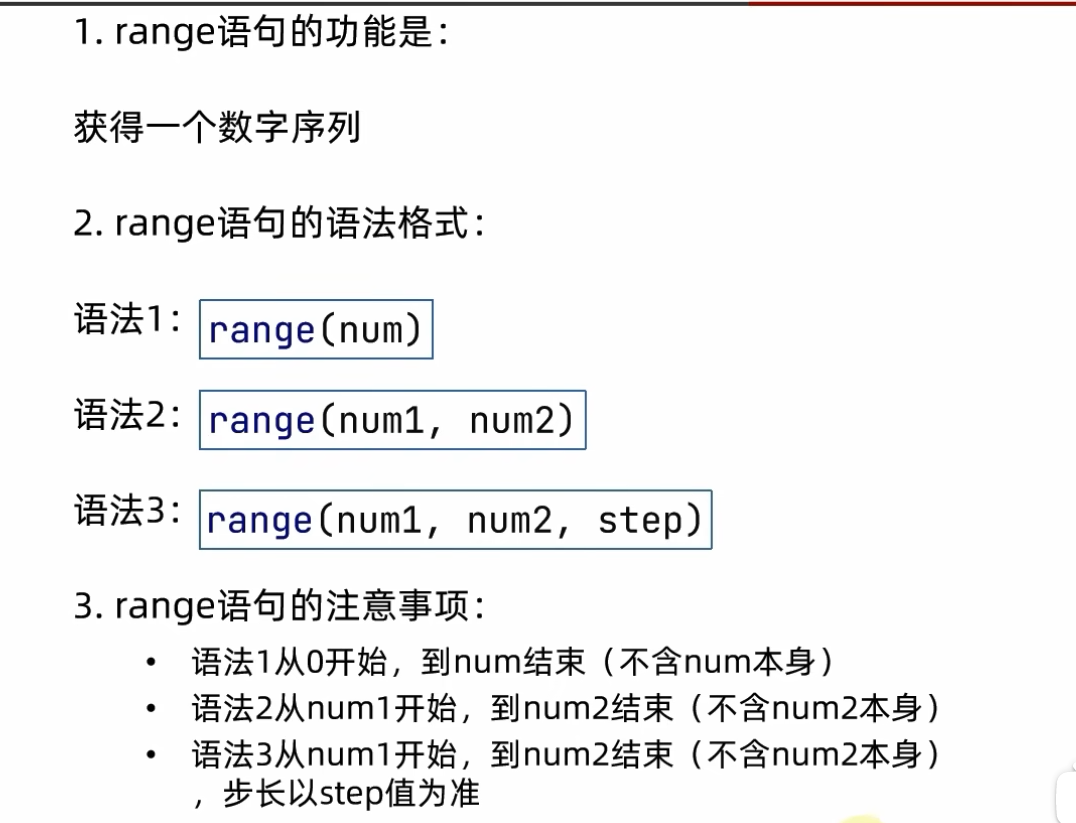 1. range语句的功能是：
获得一个数字序列
2. range语句的语法格式：
语法1： range(num)
语法2： range(num1, num2)
语法3： range(num1, num2, step)
3. range语句的注意事项：
• 语法1从0开始，到num结束（不含num本身）
• 语法2从num1开始，到num2结束（不含num2本身）
• 语法3从num1开始，到num2结束（不含num2本身）
，步长以step值为准